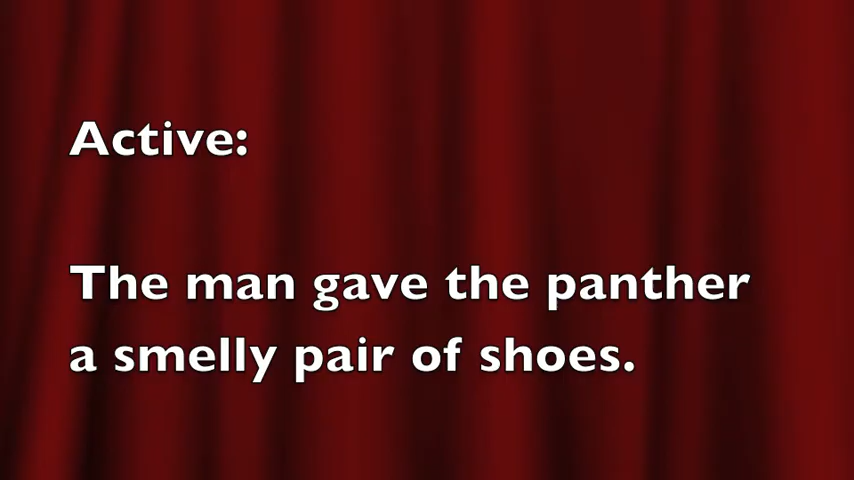 Active:
The man gave the panther
a smelly pair of shoes.